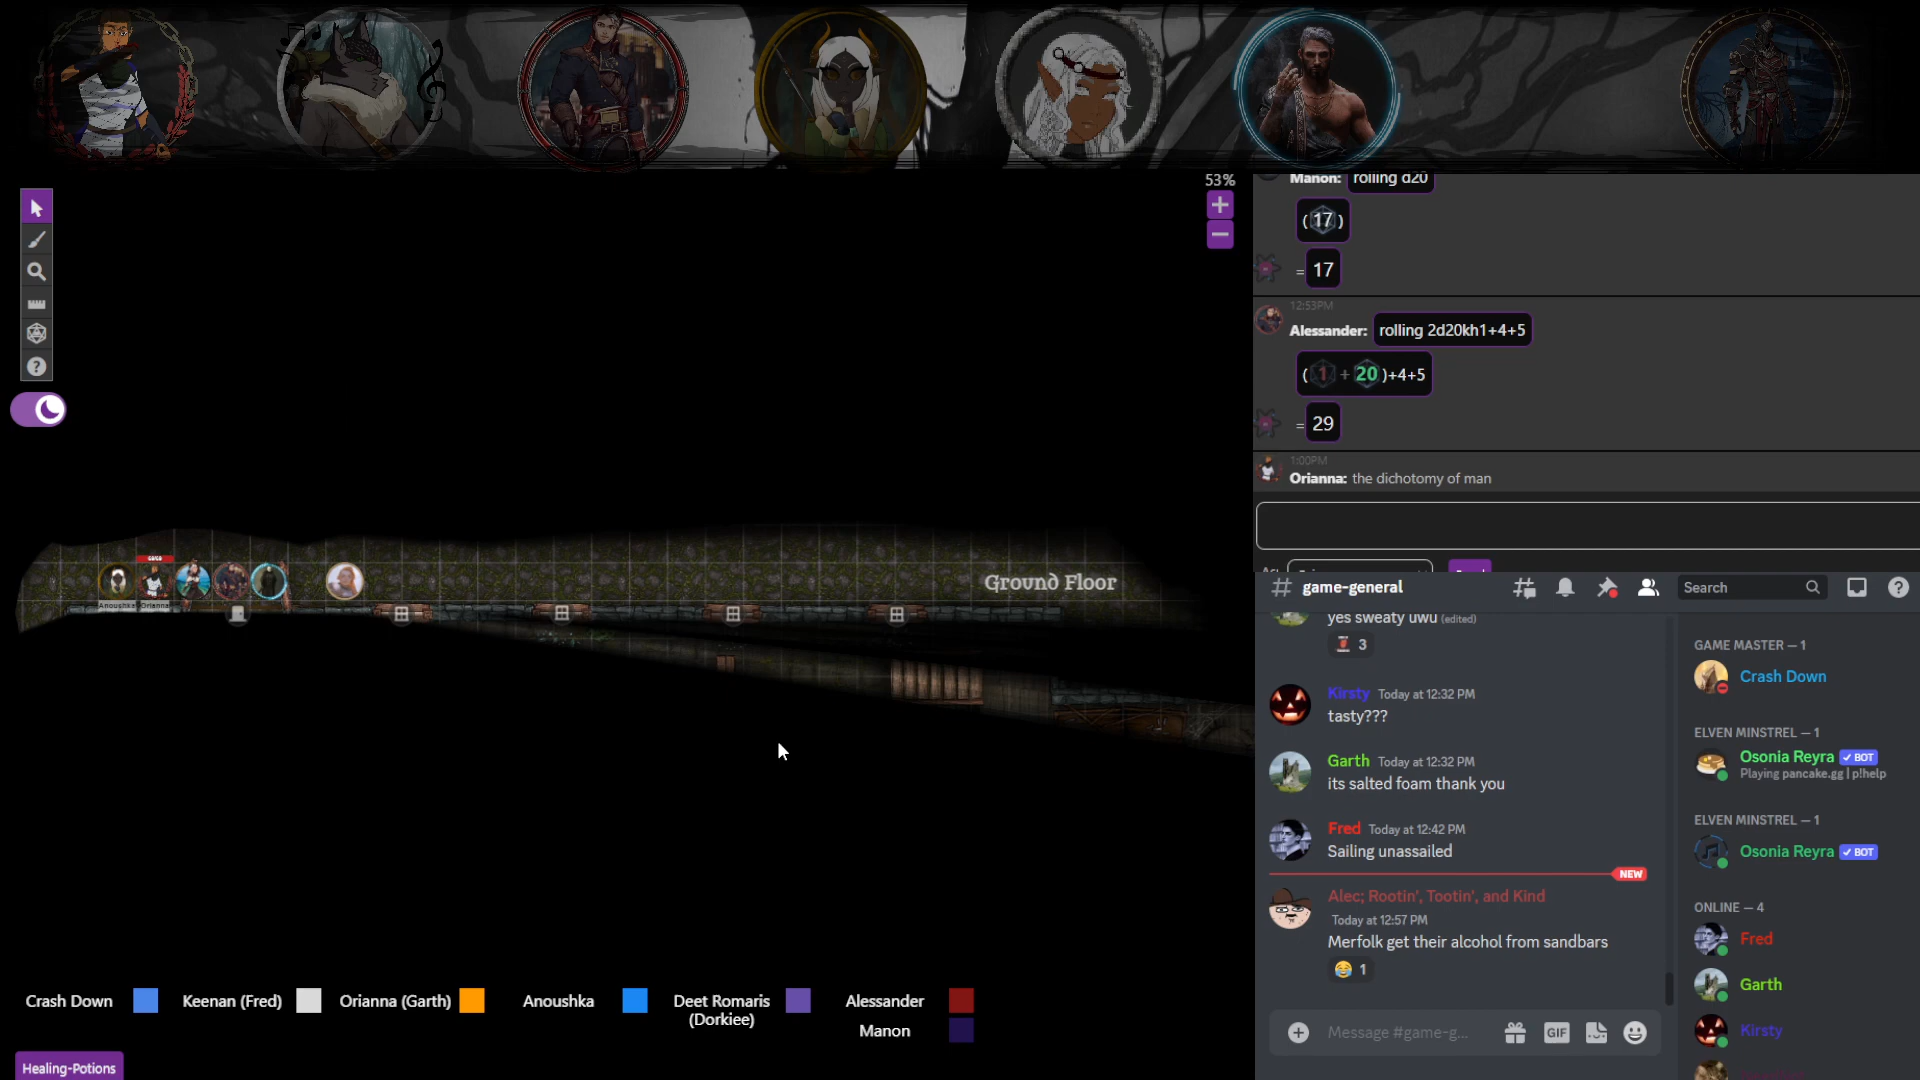 53%
Manon: rolling d20
(17)
= 17
12:53PM
Alessander: rolling 2d20kh1+4+5
(1 + 20)+4+5
= 29
1:00PM
Orianna: the dichotomy of man
Ground Floor
Anoushka Orianna
Crash Down
Keenan (Fred)
Orianna (Garth)
Anoushka
Deet Romaris
(Dorkiee)
Alessander
Manon
Healing-Potions
game-general
Search
yes sweaty uwu (edited)
3
Kirsty Today at 12:32 PM
tasty???
Garth Today at 12:32 PM
its salted foam thank you
Fred Today at 12:42 PM
Sailing unassailed
NEW
Alec; Rootin', Tootin', and Kind
Today at 12:57 PM
Merfolk get their alcohol from sandbars
1
Message #game-g...
GIF
GAME MASTER — 1
Crash Down
ELVEN MINSTREL — 1
Osonia Reyra ✓ BOT
Playing pancake.gg | p!help
ELVEN MINSTREL — 1
Osonia Reyra ✓ BOT
ONLINE — 4
Fred
Garth
Kirsty